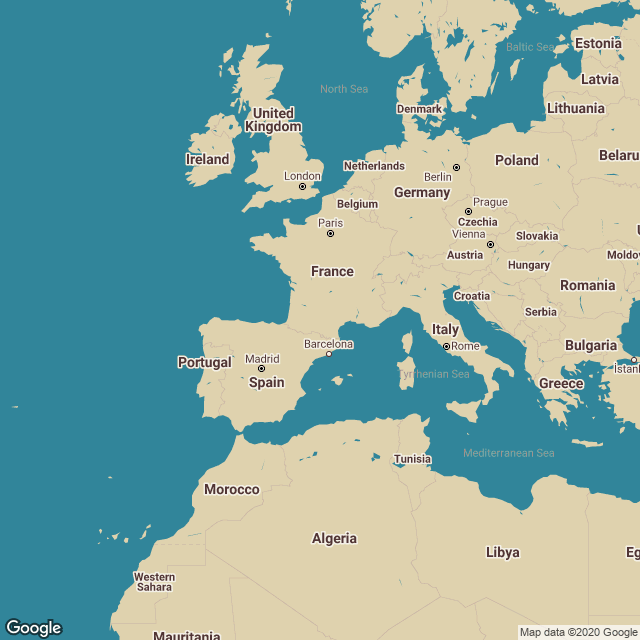 Estonia
Baltic Sea
Latvia
North Sea
Denmark
Lithuania
United
Kingdom
Ireland
Netherlands
Poland
Belaru
London
Berlin
Germany
Belgium
Prague
Czechia
Paris
Vienna
Slovakia
Austria
Moldov
Hungary
France
Romania
Croatia
Serbia
Italy
Rome
Bulgaria
Barcelona
Portugal
Madrid
Spain
Istanb
Tyrrhenian Sea
Greece
Mediterranean Sea
Tunisia
Morocco
Algeria
Libya
Eg
Western
Sahara
Mauritania
Google
Map data ©2020 Google